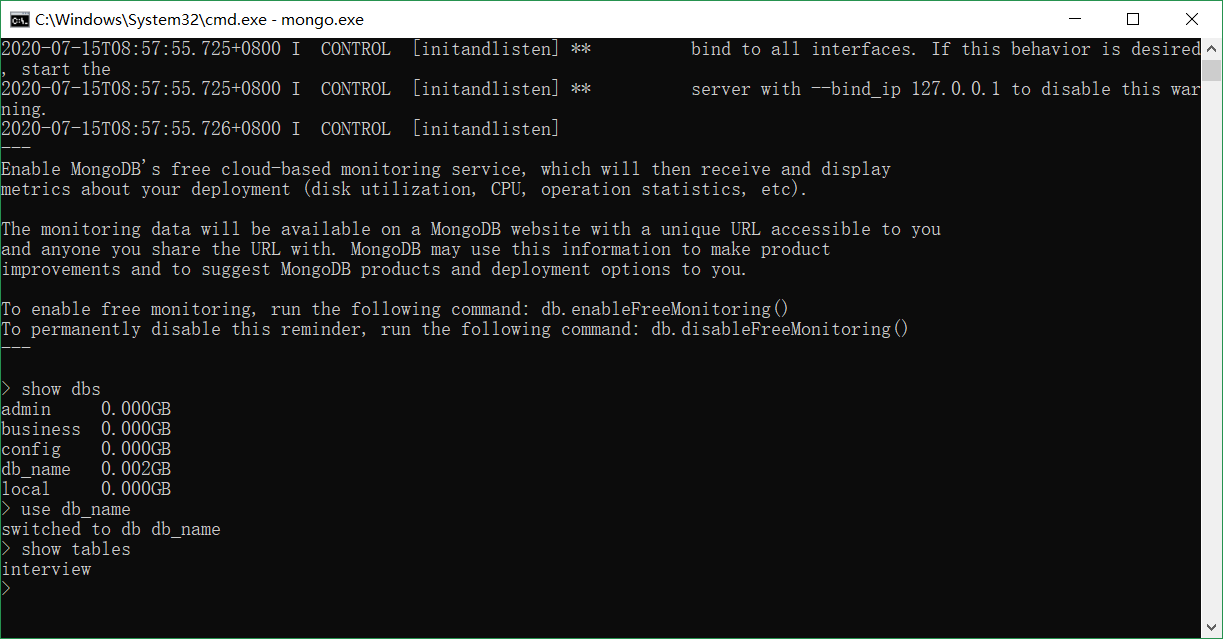 C:\Windows\System32\cmd.exe - mongo.exe
2020-07-15T08:57:55.725+0800 I  CONTROL  [initandlisten] **          bind to all interfaces. If this behavior is desired
, start the
2020-07-15T08:57:55.725+0800 I  CONTROL  [initandlisten] **          server with --bind_ip 127.0.0.1 to disable this war
ning.
2020-07-15T08:57:55.726+0800 I  CONTROL  [initandlisten]
---
Enable MongoDB's free cloud-based monitoring service, which will then receive and display
metrics about your deployment (disk utilization, CPU, operation statistics, etc).
The monitoring data will be available on a MongoDB website with a unique URL accessible to you
and anyone you share the URL with. MongoDB may use this information to make product
improvements and to suggest MongoDB products and deployment options to you.
To enable free monitoring, run the following command: db.enableFreeMonitoring()
To permanently disable this reminder, run the following command: db.disableFreeMonitoring()
---
> show dbs
admin     0.000GB
business  0.000GB
config    0.000GB
db_name   0.002GB
local     0.000GB
> use db_name
switched to db db_name
> show tables
interview
>